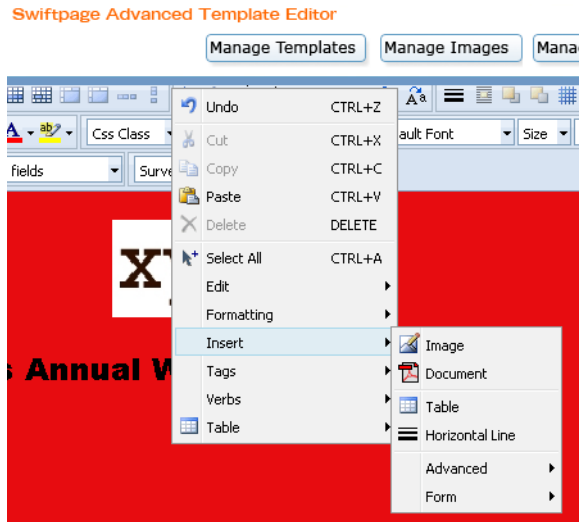 Swiftpage Advanced Template Editor
Manage Templates
Manage Images
Mana
Css Class
ault Font
Size
fields
Surve
Undo CTRL+Z
Cut CTRL+X
Copy CTRL+C
Paste CTRL+V
Delete DELETE
Select All CTRL+A
Edit
Formatting
Insert
Tags
Verbs
Table
Image
Document
Table
Horizontal Line
Advanced
Form
s Annual W